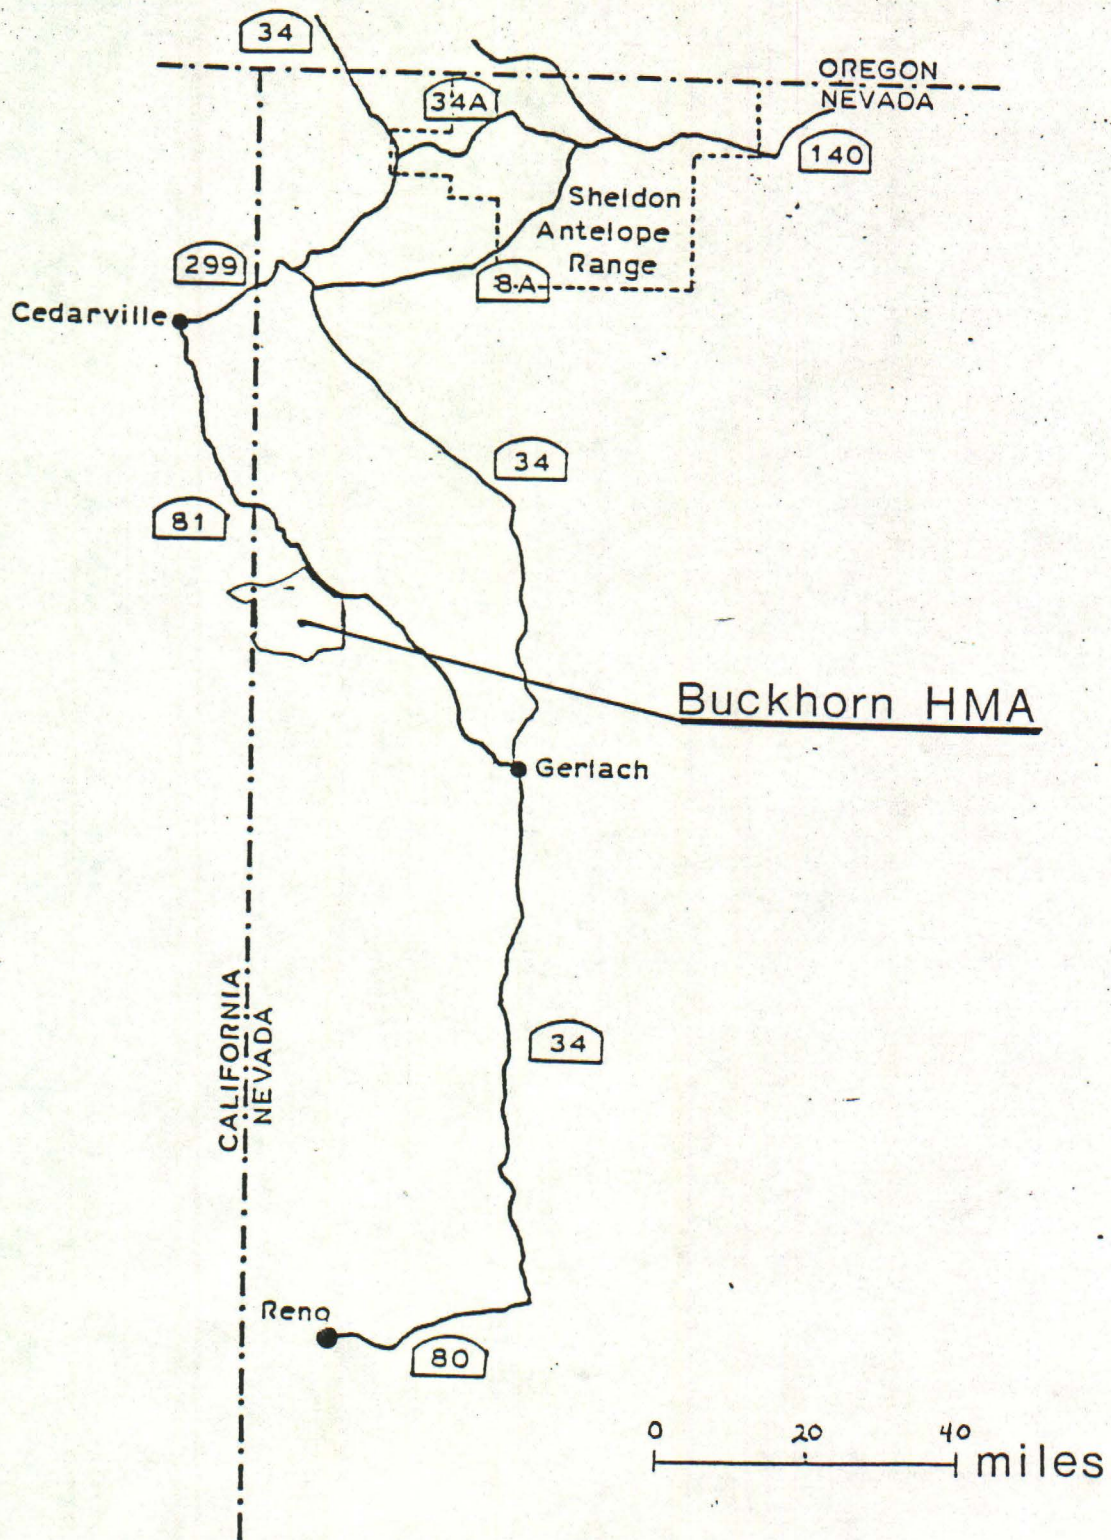 34
OREGON
NEVADA
34A
140
Sheldon
Antelope
Range
299
8-A
Cedarville
34
81
Buckhorn HMA
Gerlach
CALIFORNIA
NEVADA
34
Reno
80
0 20 40
miles